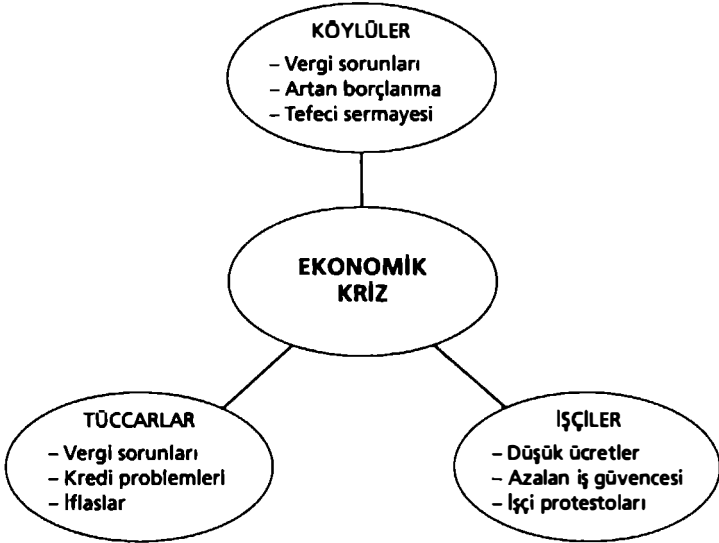 KÖYLÜLER
– Vergi sorunları
– Artan borçlanma
– Tefeci sermayesi
EKONOMİK
KRİZ
TÜCCARLAR
– Vergi sorunları
– Kredi problemleri
– İflaslar
İŞÇİLER
– Düşük ücretler
– Azalan iş güvencesi
– İşçi protestoları